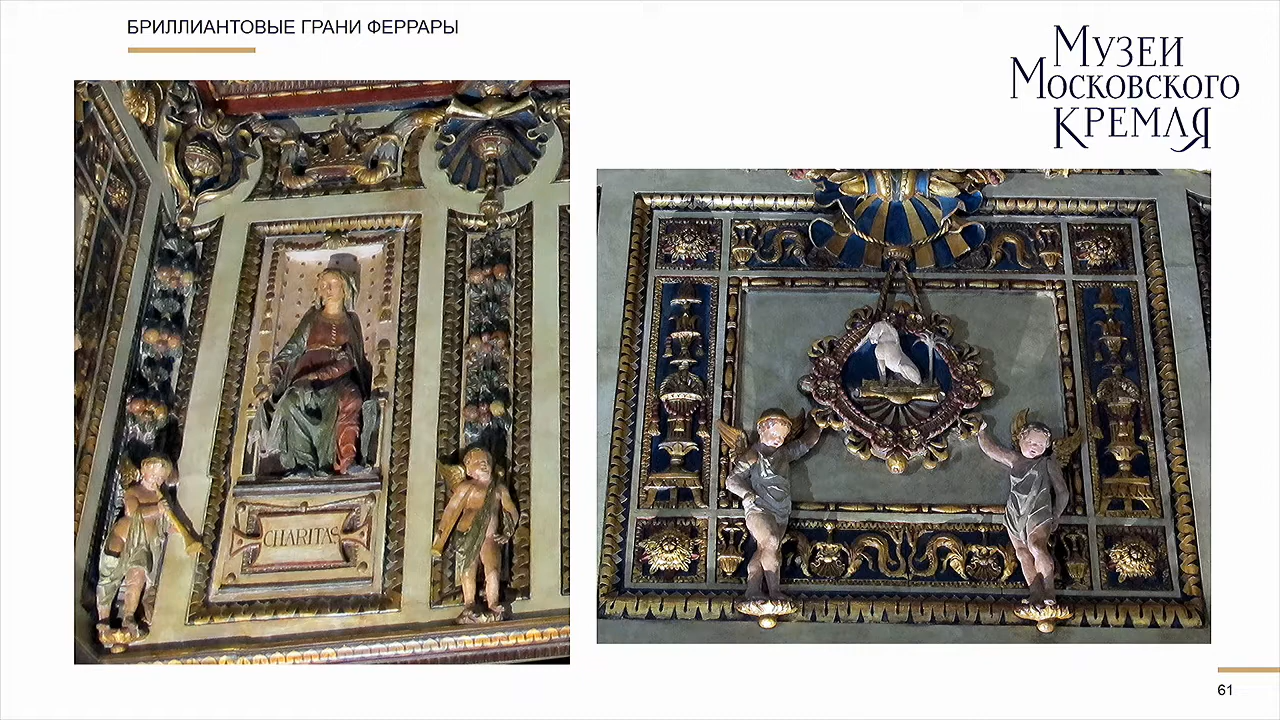 БРИЛЛИАНТОВЫЕ ГРАНИ ФЕРРАРЫ
МУЗЕИ
МОСКОВСКОГО
КРЕМЛЯ
CHARITAS
61